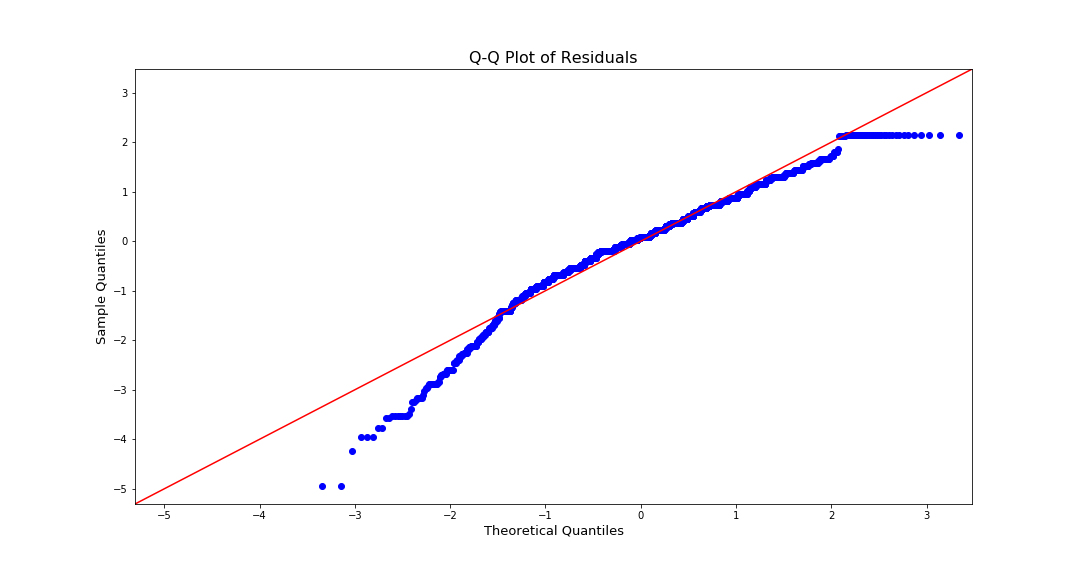 Q-Q Plot of Residuals
Sample Quantiles
3
2
1
0
−1
−2
−3
−4
−5
−5 −4 −3 −2 −1 0 1 2 3
Theoretical Quantiles